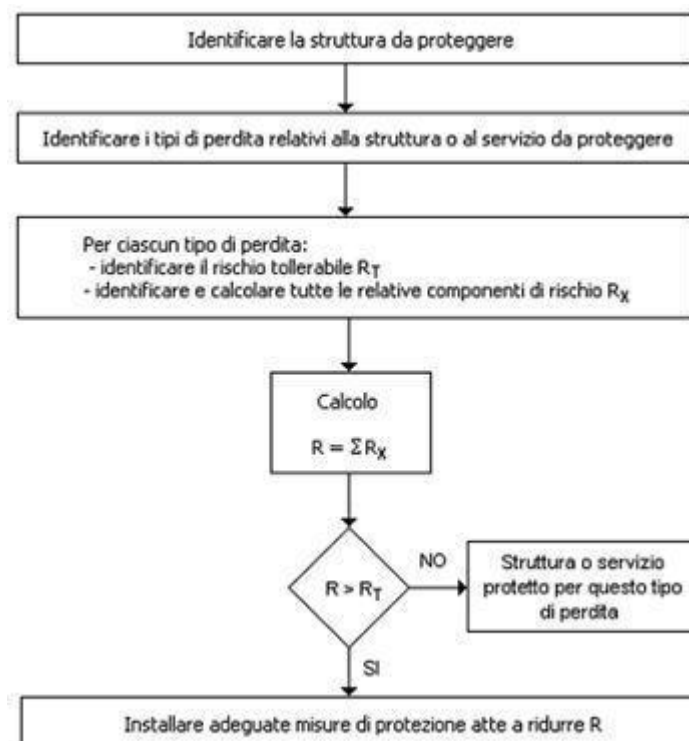 Identificare la struttura da proteggere
Identificare i tipi di perdita relativi alla struttura o al servizio da proteggere
Per ciascun tipo di perdita:
- identificare il rischio tollerabile RT
- identificare e calcolare tutte le relative componenti di rischio RX
Calcolo
R = ΣRX
R > RT
NO
Struttura o servizio
protetto per questo tipo
di perdita
SI
Installare adeguate misure di protezione atte a ridurre R